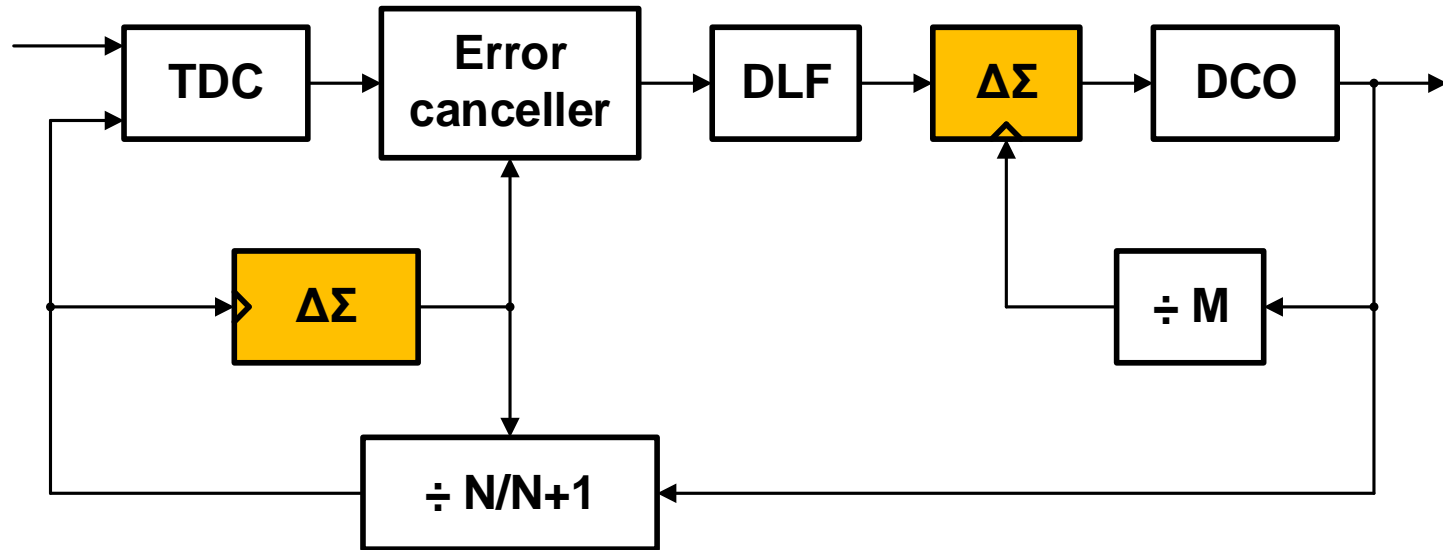 TDC
Error
canceller
DLF
ΔΣ
DCO
ΔΣ
÷ M
÷ N/N+1